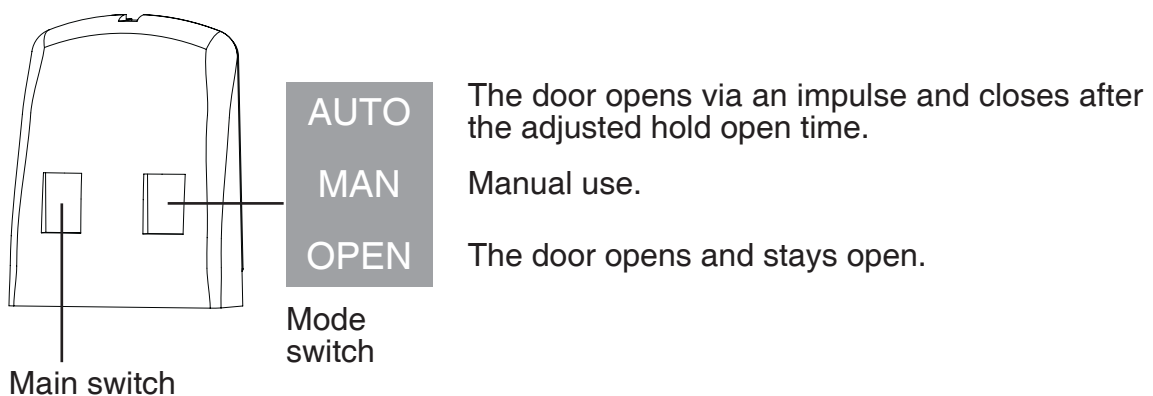 AUTO
The door opens via an impulse and closes after
the adjusted hold open time.
MAN
Manual use.
OPEN
The door opens and stays open.
Mode
switch
Main switch